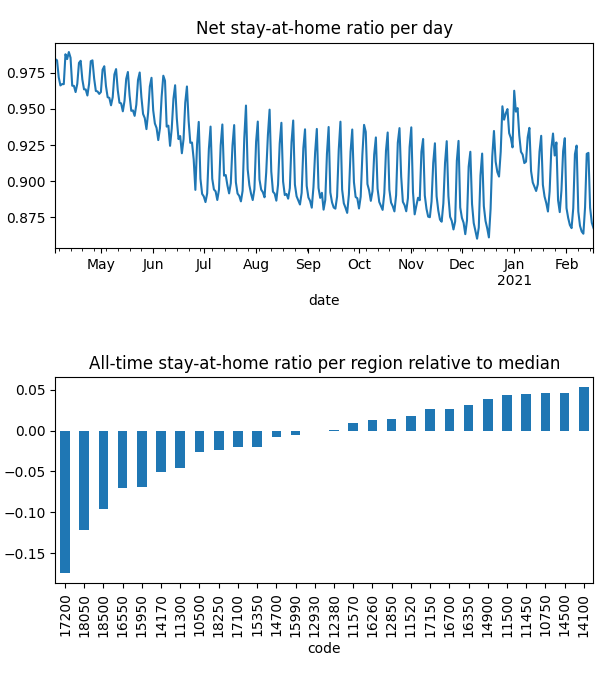 Net stay-at-home ratio per day
0.975
0.950
0.925
0.900
0.875
May Jun Jul Aug Sep Oct Nov Dec Jan Feb
2021
date
All-time stay-at-home ratio per region relative to median
0.05
0.00
−0.05
−0.10
−0.15
17200 18050 18500 16550 15950 14170 11300 10500 18250 17100 15350 14700 15990 12930 12380 11570 16260 12850 11520 17150 16700 16350 14900 11500 11450 10750 14500 14100
code